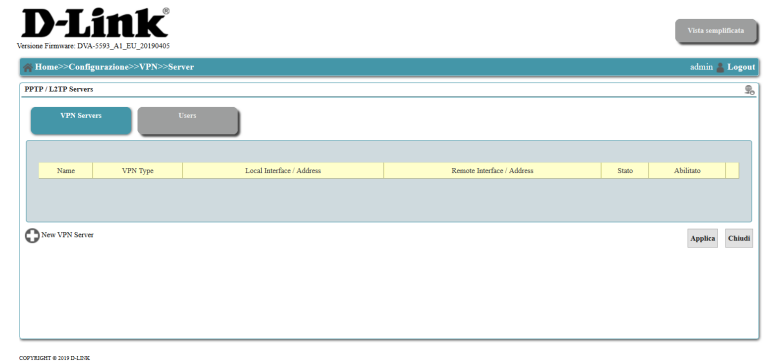 D-Link®
Versione Firmware: DVA-5593_A1_EU_20190405
Vista semplificata
Home>>Configurazione>>VPN>>Server
admin Logout
PPTP / L2TP Servers
VPN Servers Users
Name VPN Type Local Interface / Address Remote Interface / Address Stato Abilitato
New VPN Server
Applica Chiudi
COPYRIGHT © 2019 D-LINK